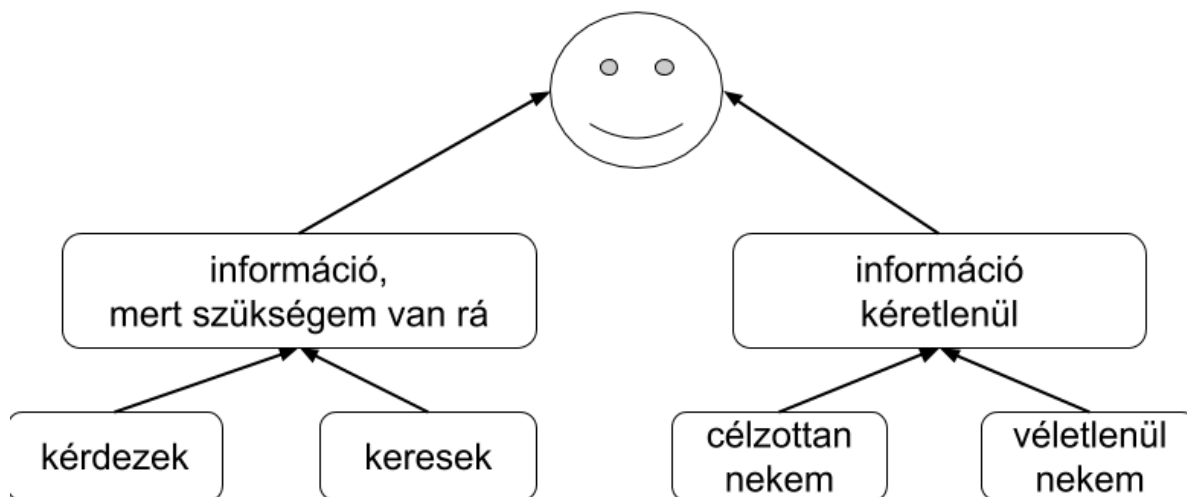 információ,
mert szükségem van rá
információ
kéretlenül
kérdezek
keresek
célzottan
nekem
véletlenül
nekem